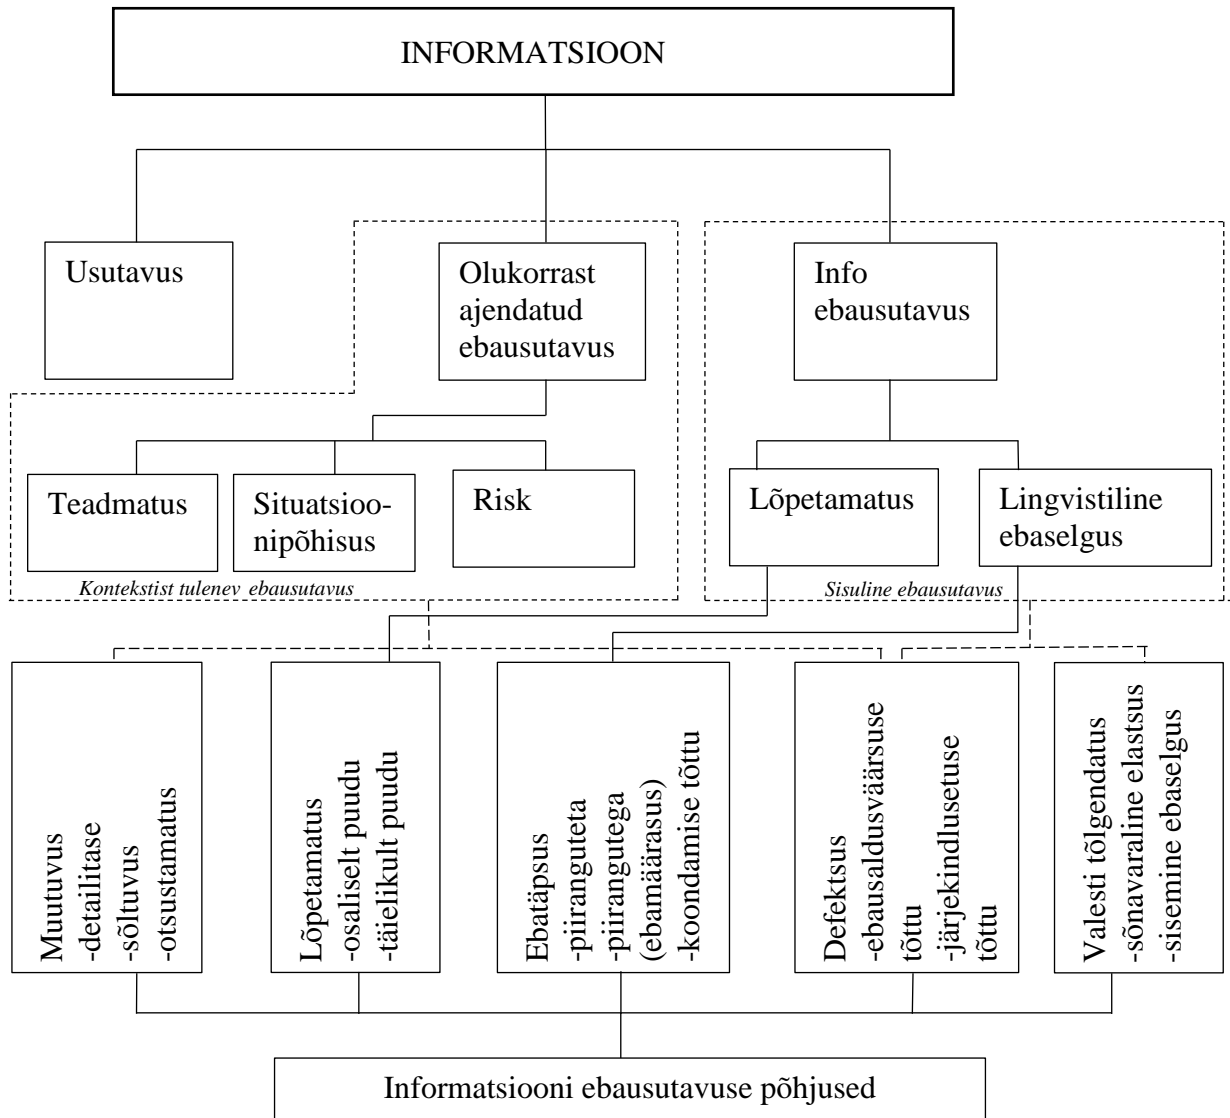 INFORMATSIOON
Usutavus
Olukorrast
ajendatud
ebausutavus
Info
ebausutavus
Teadmatus
Situatsioo-
nipõhisus
Risk
Lõpetamatus
Lingvistiline
ebaselgus
Kontekstist tulenev ebausutavus
Sisuline ebausutavus
Muutuvus
-detailitase
-sõltuvus
-otsustamatus
Lõpetamatus
-osaliselt puudu
-täielikult puudu
Ebatäpsus
-piiranguteta
-piirangutega
(ebamäärasus)
-koondamise tõttu
Defektsus
-ebausaldusväärsuse
tõttu
-järjekindlusetuse
tõttu
Valesti tõlgendatus
-sõnavaraline elastsus
-sisemine ebaselgus
Informatsiooni ebausutavuse põhjused